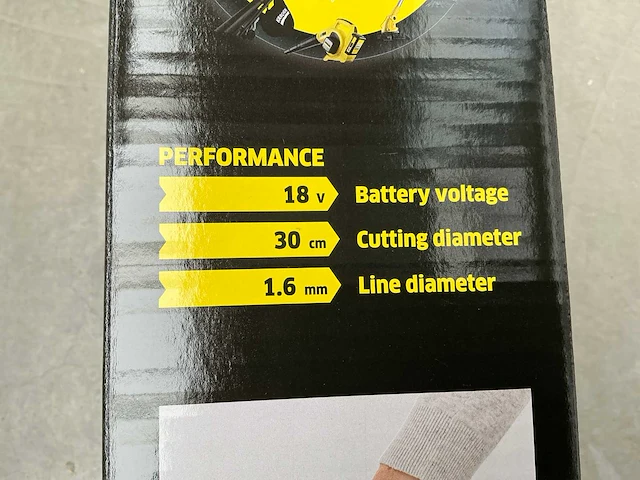 PERFORMANCE
18 v Battery voltage
30 cm Cutting diameter
1.6 mm Line diameter